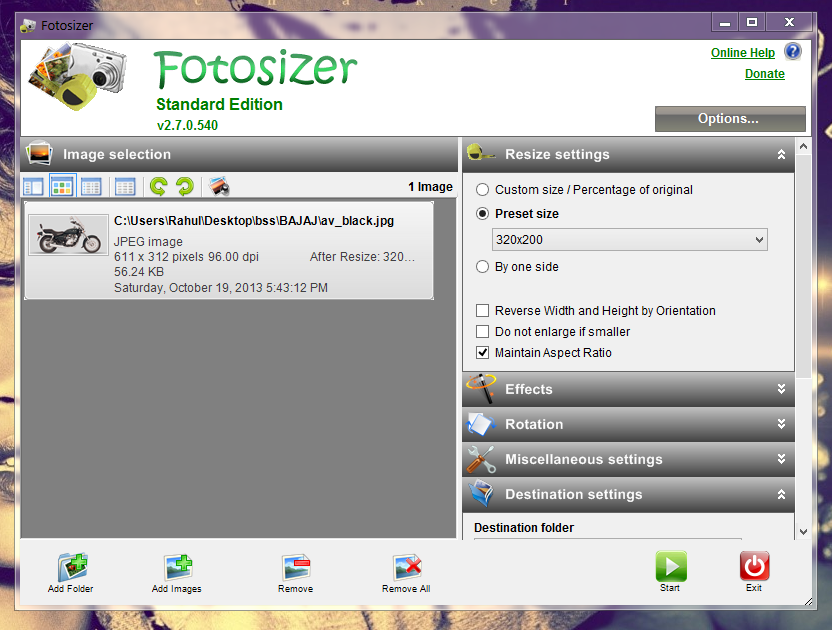 Fotosizer
Fotosizer
Standard Edition
v2.7.0.540
Online Help
Donate
Options...
Image selection
1 Image
C:\Users\Rahul\Desktop\bss\BAJAJ\av_black.jpg
JPEG image
611 x 312 pixels 96.00 dpi After Resize: 320...
56.24 KB
Saturday, October 19, 2013 5:43:12 PM
Resize settings
Custom size / Percentage of original
Preset size
320x200
By one side
Reverse Width and Height by Orientation
Do not enlarge if smaller
Maintain Aspect Ratio
Effects
Rotation
Miscellaneous settings
Destination settings
Destination folder
Add Folder
Add Images
Remove
Remove All
Start
Exit